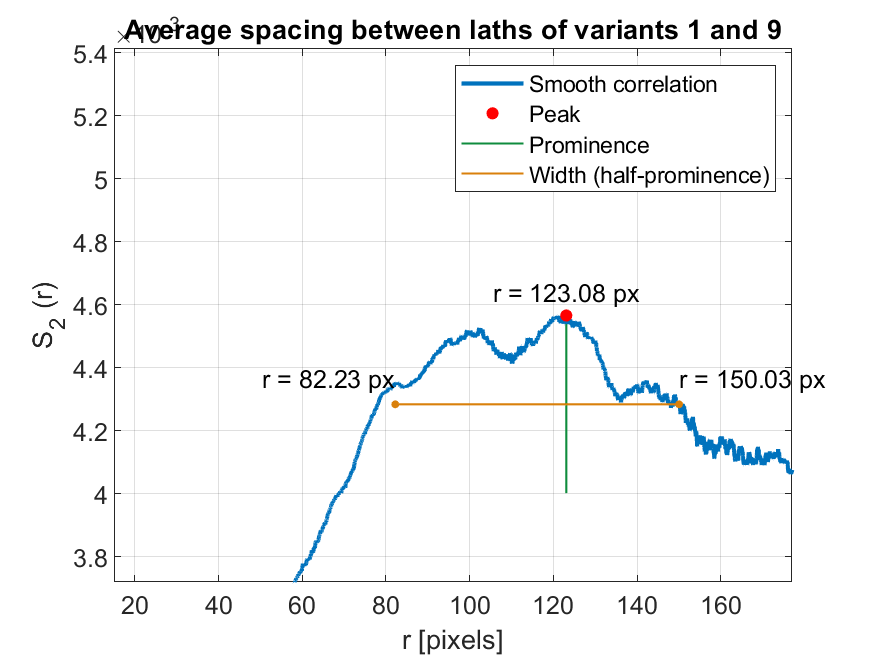 Average spacing between laths of variants 1 and 9
×10⁻³
5.4
5.2
5
4.8
4.6
4.4
4.2
4
3.8
S₂ (r)
Smooth correlation
Peak
Prominence
Width (half-prominence)
r = 123.08 px
r = 82.23 px
r = 150.03 px
20 40 60 80 100 120 140 160
r [pixels]